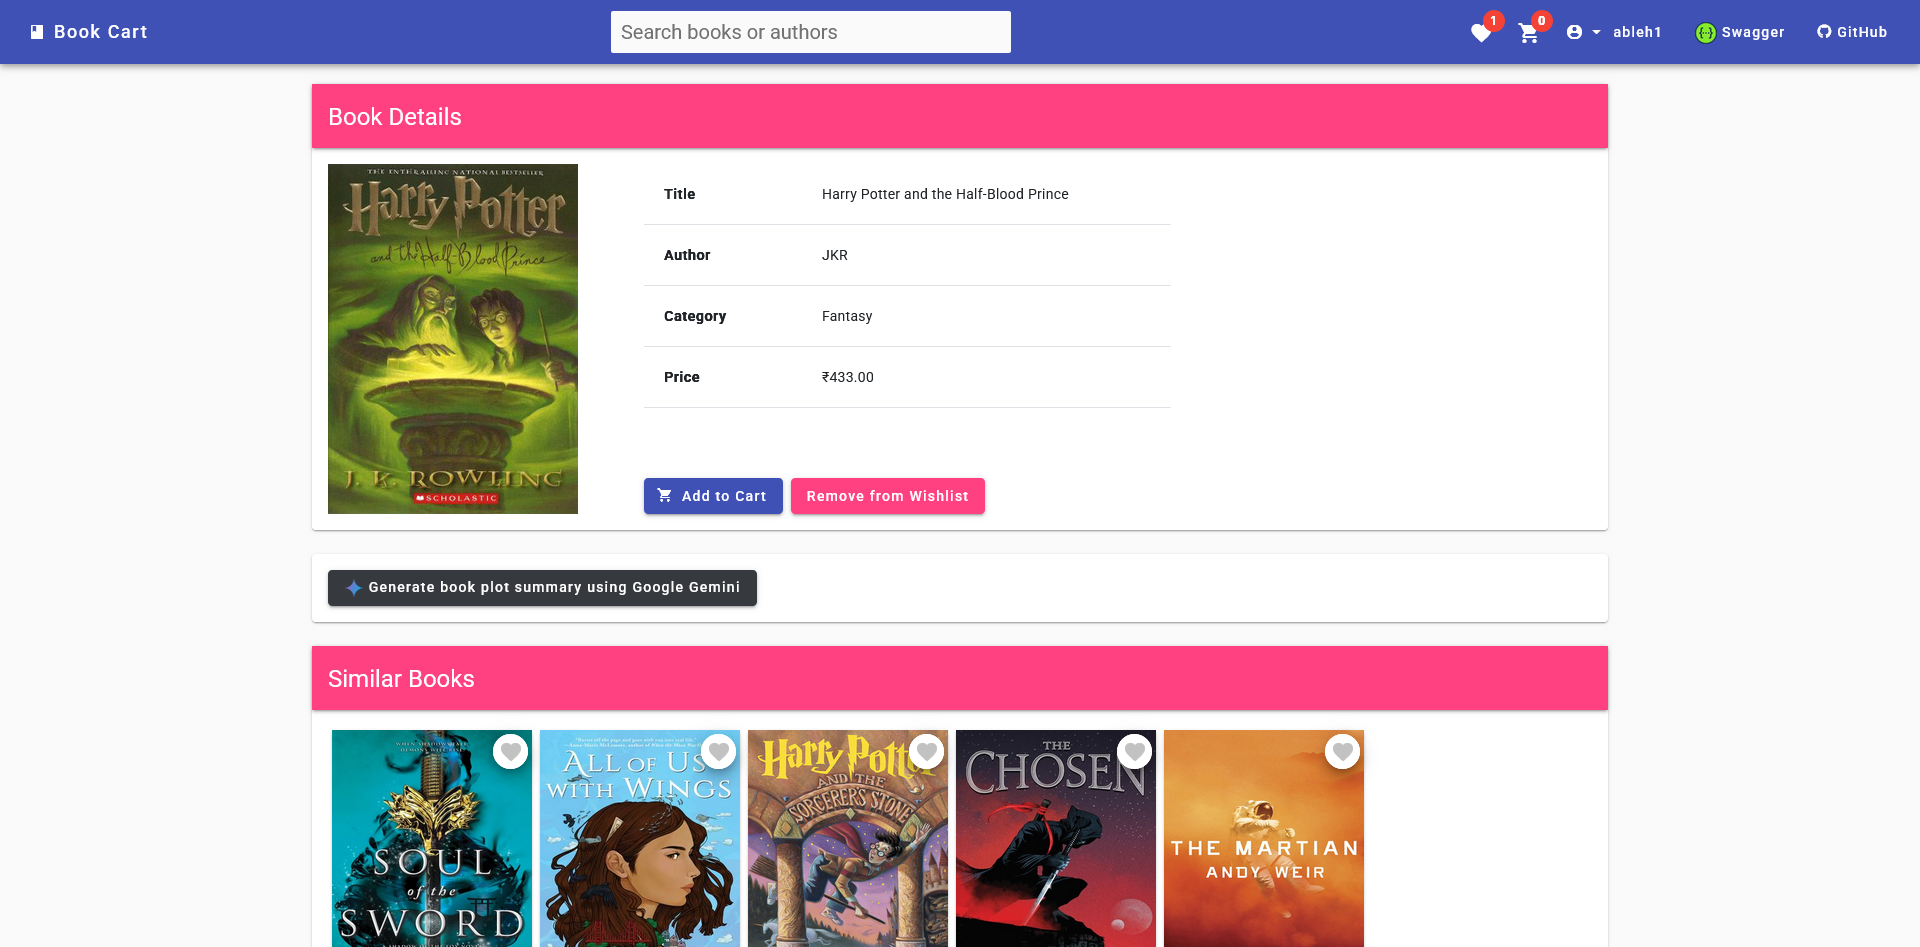 Book Cart
Search books or authors
1
0
ableh1
Swagger
GitHub
Book Details
THE ENTHRALLING NATIONAL BESTSELLER
Harry Potter
and the Half-Blood Prince
J. K. ROWLING
SCHOLASTIC
Title Harry Potter and the Half-Blood Prince
Author JKR
Category Fantasy
Price ₹433.00
Add to Cart
Remove from Wishlist
Generate book plot summary using Google Gemini
Similar Books
SOUL
of the
SWORD
ALL OF US
WITH WINGS
Harry Potte
AND THE
SORCERER'S STONE
THE
CHOSEN
THE MARTIAN
ANDY WEIR